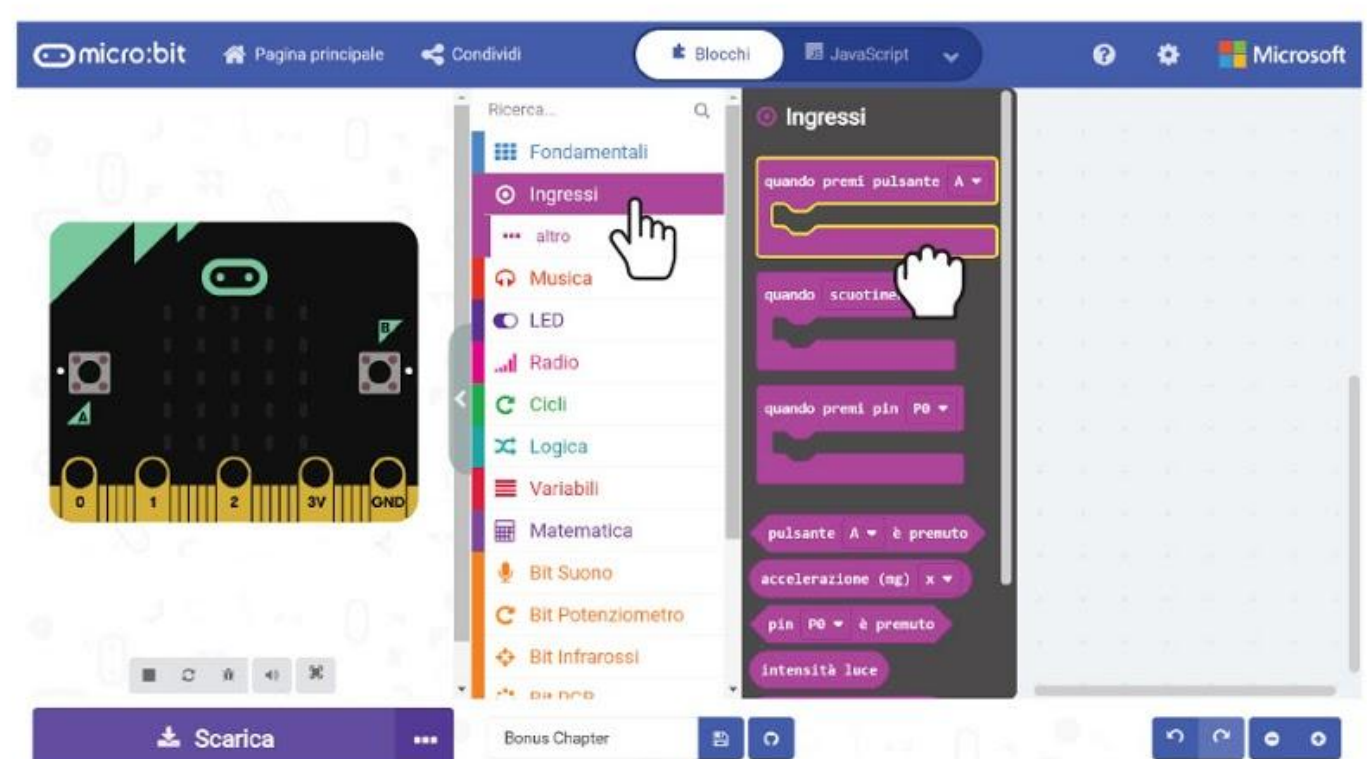 micro:bit Pagina principale Condividi Blocchi JavaScript Microsoft
Ricerca...
Fondamentali
Ingressi
altro
Musica
LED
Radio
Cicli
Logica
Variabili
Matematica
Bit Suono
Bit Potenziometro
Bit Infrarossi
Ingressi
quando premi pulsante A
quando
quando premi pin P0
pulsante A è premuto
accelerazione (mg) x
pin P0 è premuto
intensità luce
B
A
0 1 2 3V GND
Scarica
Bonus Chapter